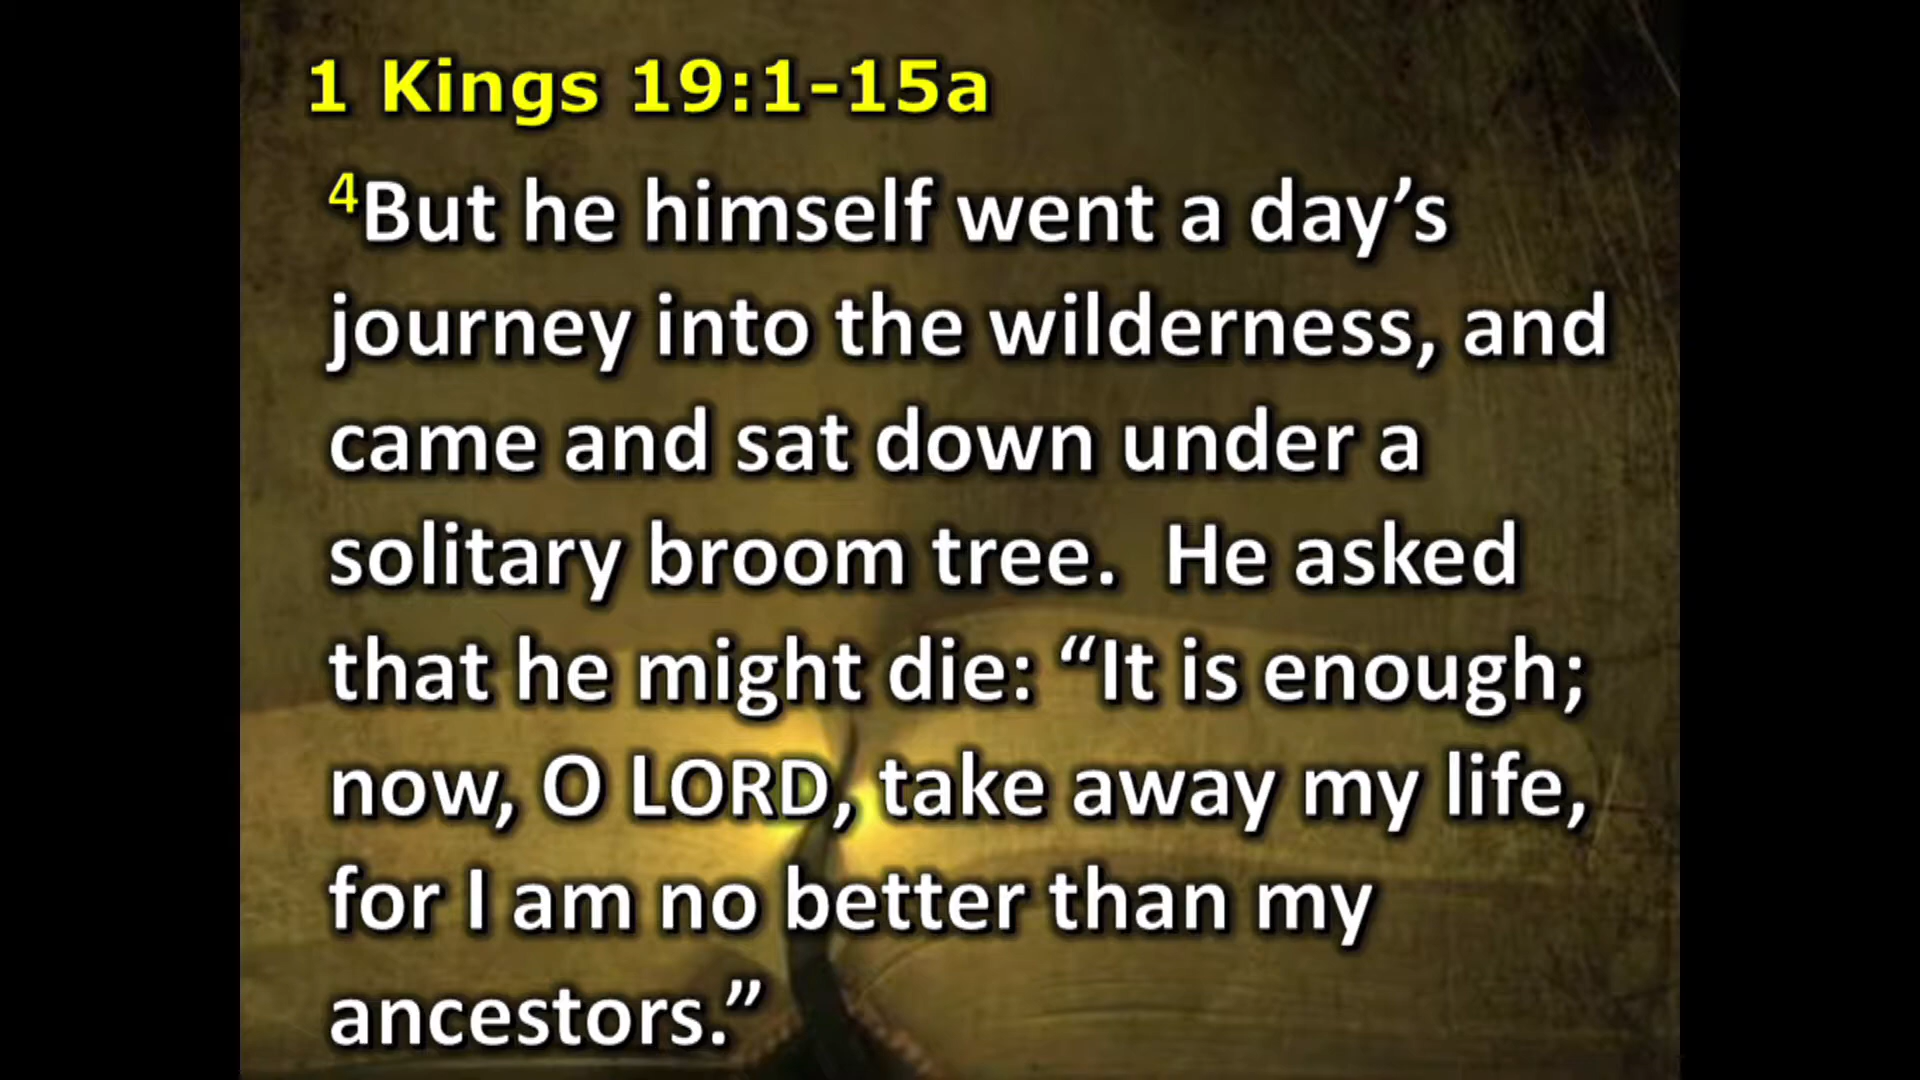 1 Kings 19:1-15a
4But he himself went a day’s
journey into the wilderness, and
came and sat down under a
solitary broom tree.  He asked
that he might die: “It is enough;
now, O LORD, take away my life,
for I am no better than my
ancestors.”